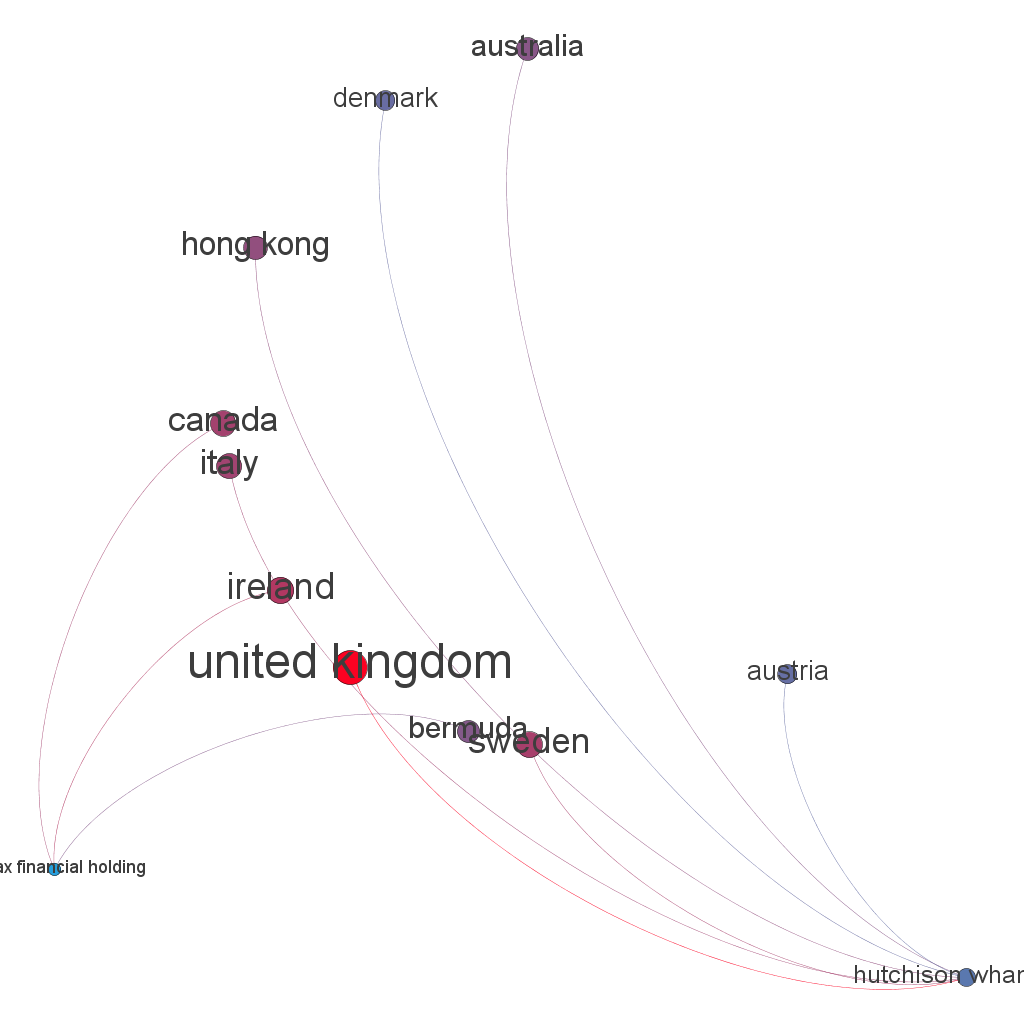 australia
denmark
hong kong
canada
italy
ireland
united kingdom
austria
bermuda
sweden
ax financial holding
hutchison whar